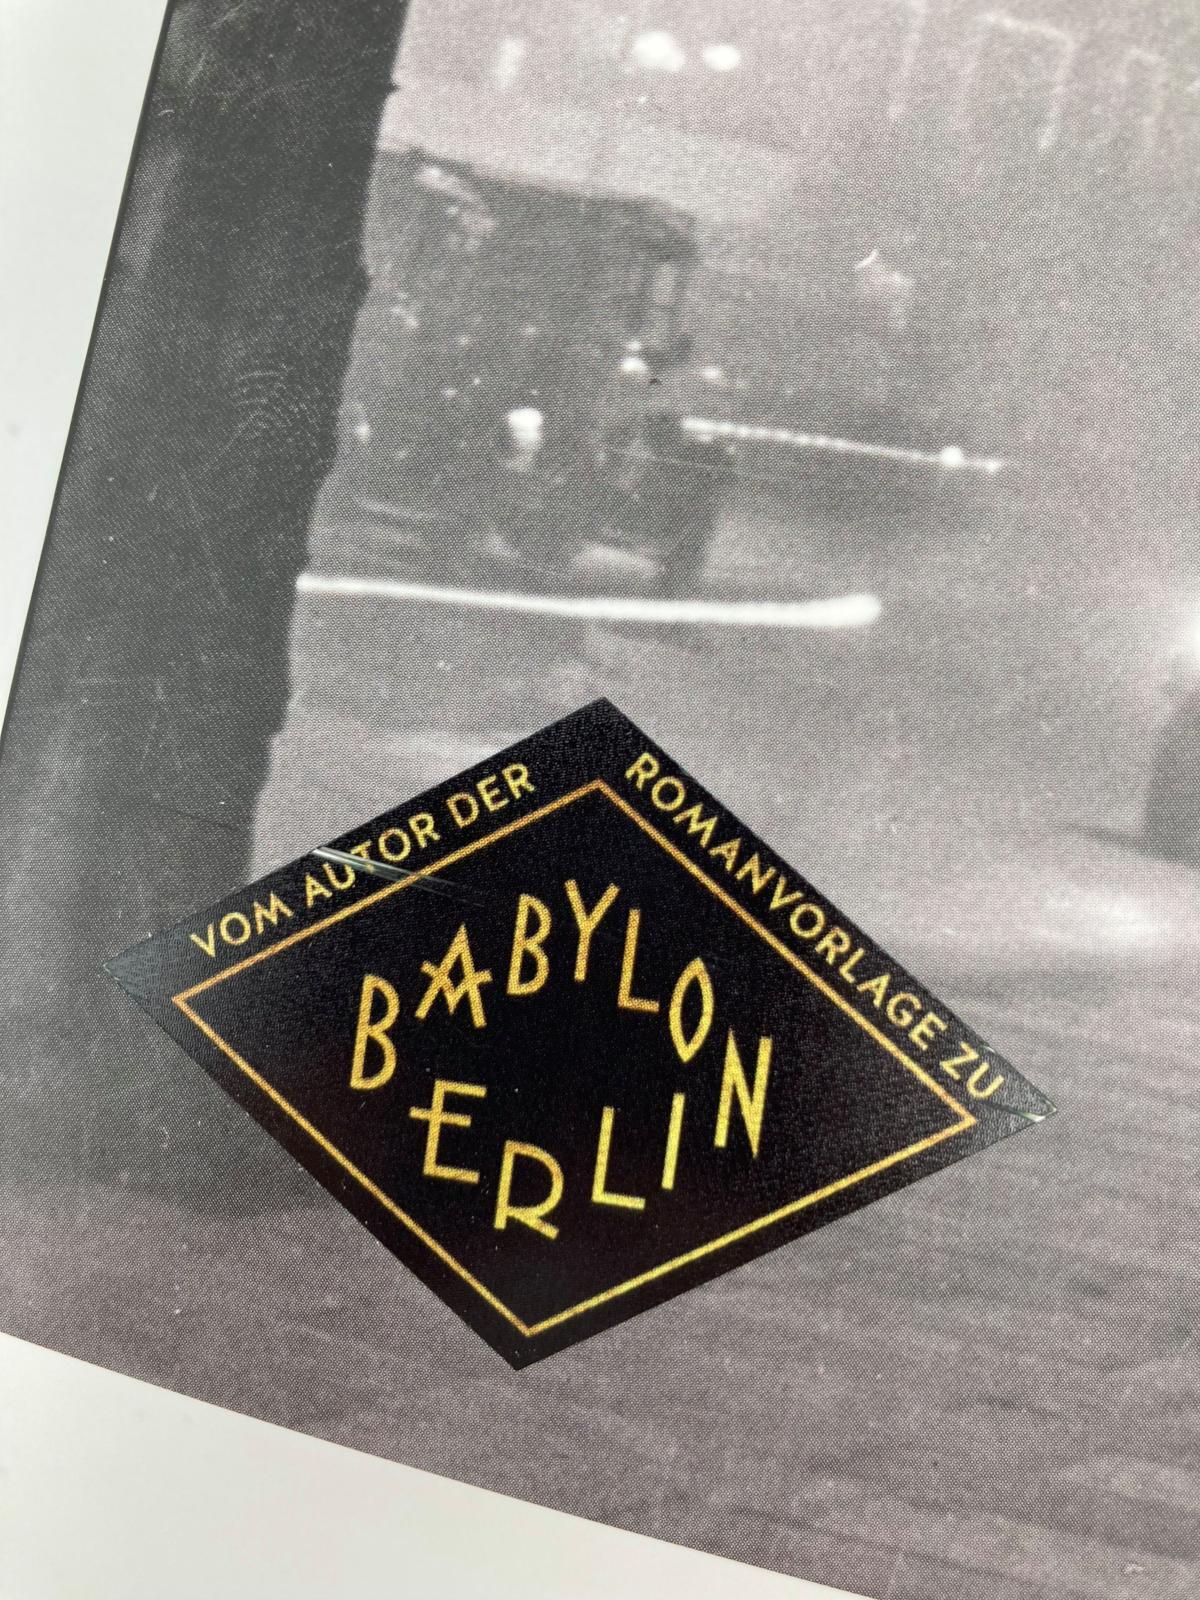 VOM AUTOR DER
ROMANVORLAGE ZU
BABYLON
BERLIN